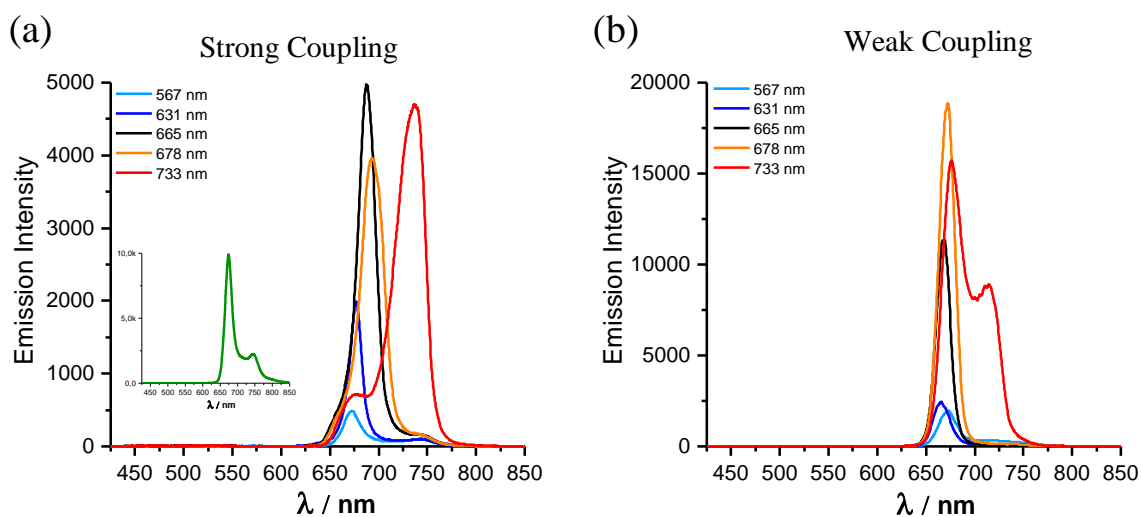 (a)
Strong Coupling
5000
4000
3000
2000
1000
0
Emission Intensity
567 nm
631 nm
665 nm
678 nm
733 nm
10,0k
5,0k
0,0
450 500 550 600 650 700 750 800 850
λ / nm
450 500 550 600 650 700 750 800 850
λ / nm
(b)
Weak Coupling
20000
15000
10000
5000
0
Emission Intensity
567 nm
631 nm
665 nm
678 nm
733 nm
450 500 550 600 650 700 750 800 850
λ / nm